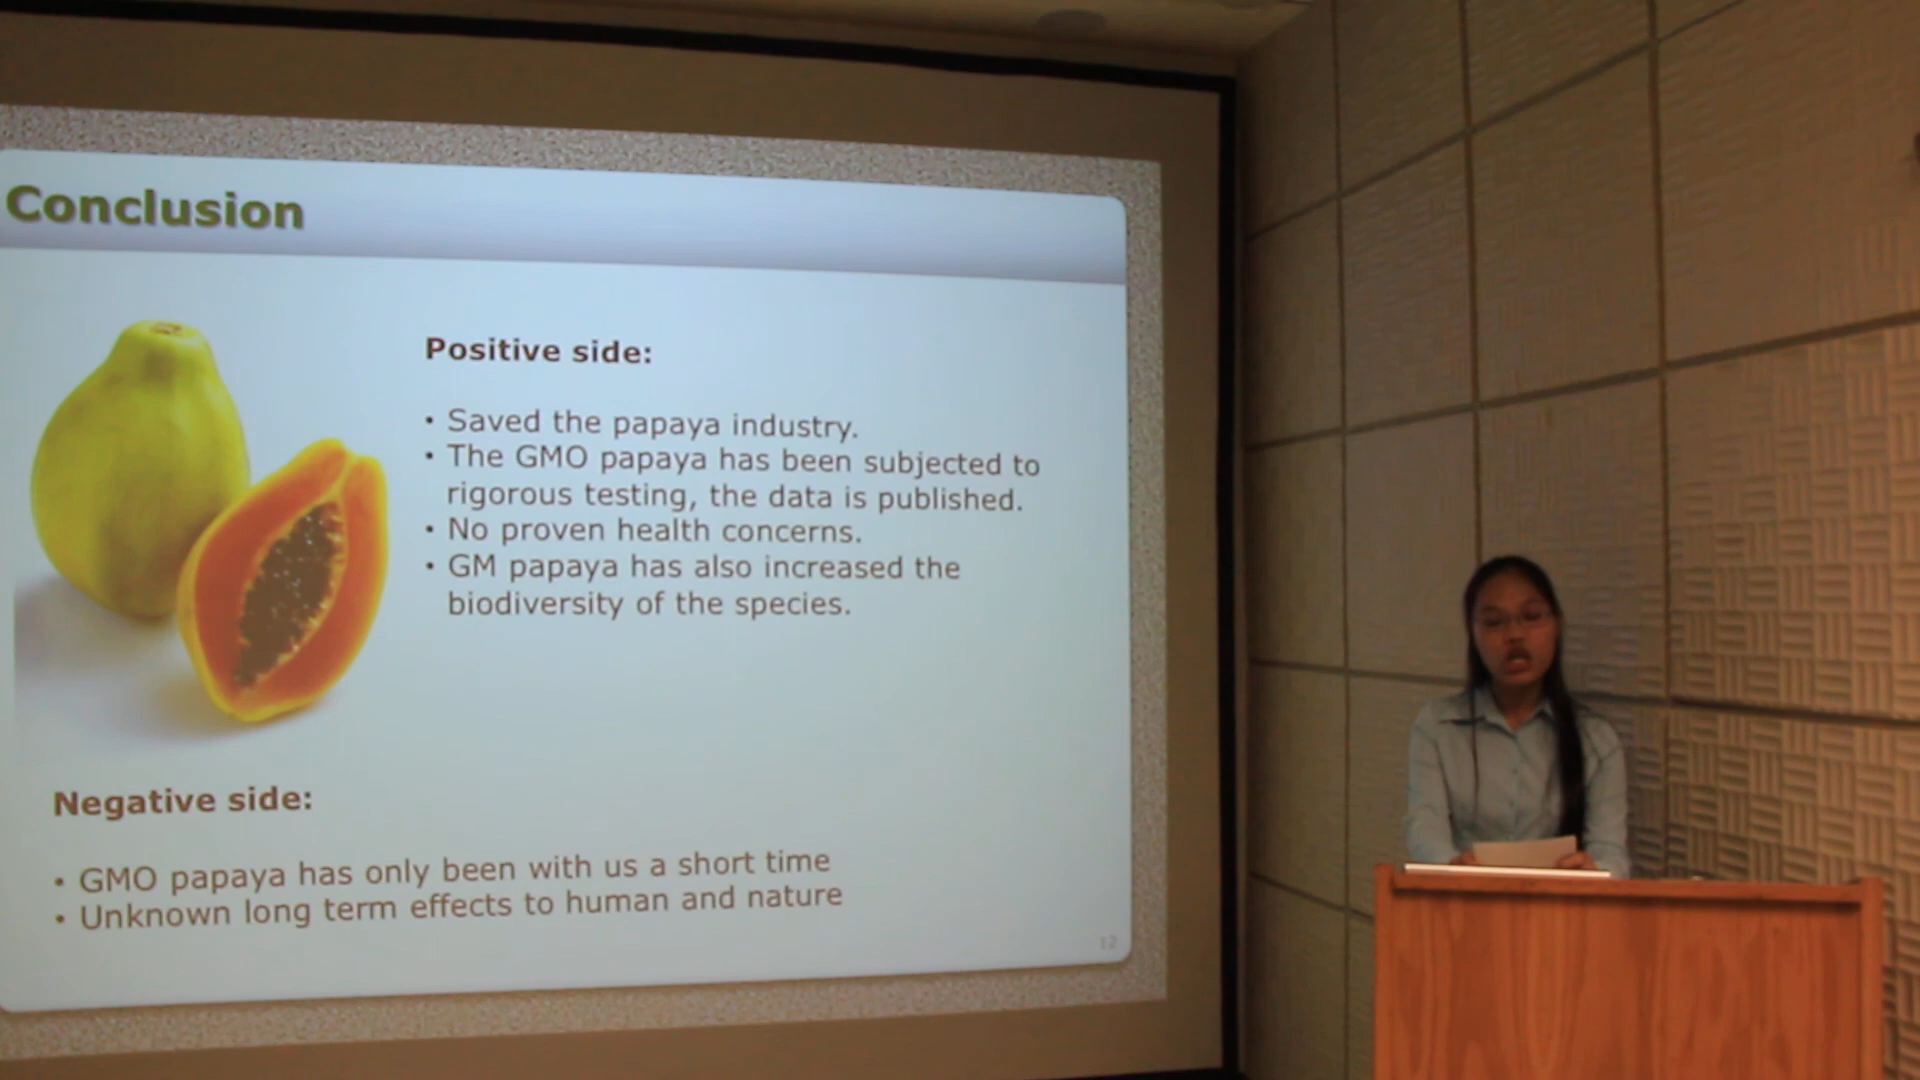 Conclusion
Positive side:
• Saved the papaya industry.
• The GMO papaya has been subjected to
rigorous testing, the data is published.
• No proven health concerns.
• GM papaya has also increased the
biodiversity of the species.
Negative side:
• GMO papaya has only been with us a short time
• Unknown long term effects to human and nature
12